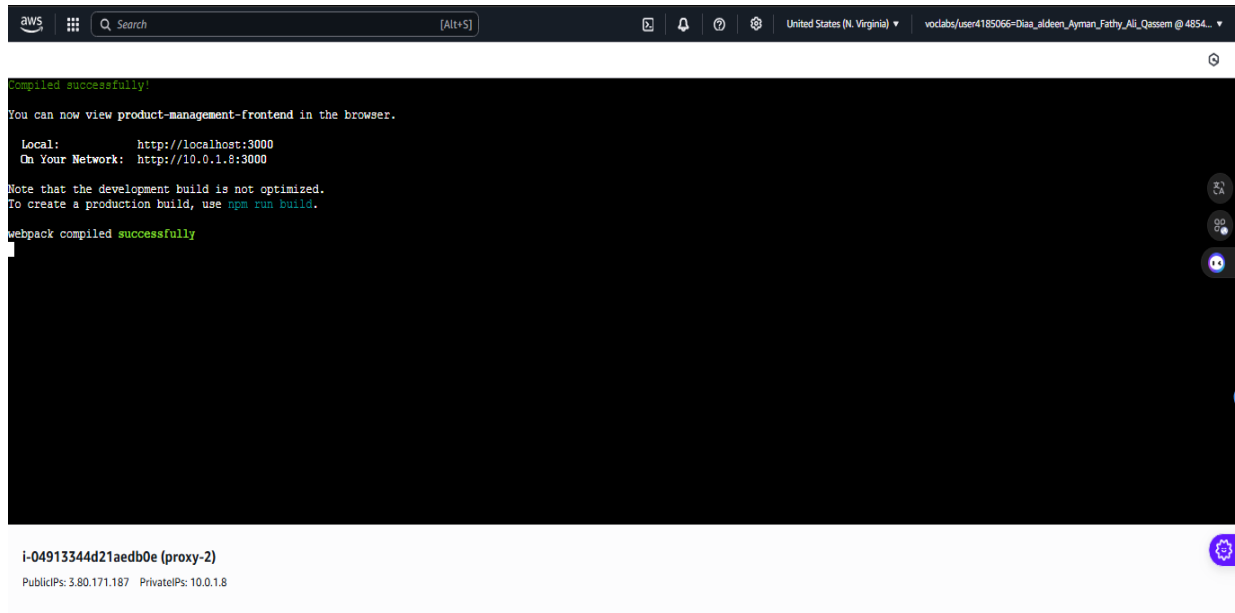 aws
Search
[Alt+S]
United States (N. Virginia)
voclabs/user4185066=Diaa_aldeen_Ayman_Fathy_Ali_Qassem @ 4854...
Compiled successfully!
You can now view product-management-frontend in the browser.
Local: http://localhost:3000
On Your Network: http://10.0.1.8:3000
Note that the development build is not optimized.
To create a production build, use npm run build.
webpack compiled successfully
i-04913344d21aedb0e (proxy-2)
PublicIPs: 3.80.171.187 PrivateIPs: 10.0.1.8